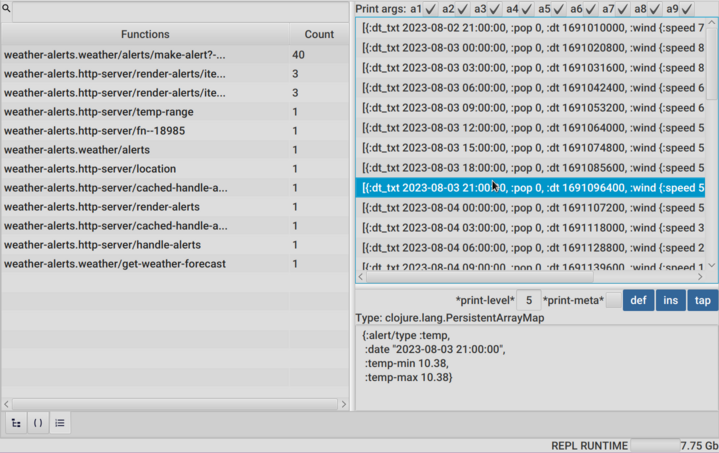 Functions Count
weather-alerts.weather/alerts/make-alert?-... 40
weather-alerts.http-server/render-alerts/ite... 3
weather-alerts.http-server/render-alerts/ite... 3
weather-alerts.http-server/temp-range 1
weather-alerts.http-server/fn--18985 1
weather-alerts.weather/alerts 1
weather-alerts.http-server/location 1
weather-alerts.http-server/cached-handle-a... 1
weather-alerts.http-server/render-alerts 1
weather-alerts.http-server/cached-handle-a... 1
weather-alerts.http-server/handle-alerts 1
weather-alerts.weather/get-weather-forecast 1
Print args: a1 a2 a3 a4 a5 a6 a7 a8 a9
[{:dt_txt 2023-08-02 21:00:00, :pop 0, :dt 1691010000, :wind {:speed 7
[{:dt_txt 2023-08-03 00:00:00, :pop 0, :dt 1691020800, :wind {:speed 8
[{:dt_txt 2023-08-03 03:00:00, :pop 0, :dt 1691031600, :wind {:speed 8
[{:dt_txt 2023-08-03 06:00:00, :pop 0, :dt 1691042400, :wind {:speed 6
[{:dt_txt 2023-08-03 09:00:00, :pop 0, :dt 1691053200, :wind {:speed 6
[{:dt_txt 2023-08-03 12:00:00, :pop 0, :dt 1691064000, :wind {:speed 5
[{:dt_txt 2023-08-03 15:00:00, :pop 0, :dt 1691074800, :wind {:speed 5
[{:dt_txt 2023-08-03 18:00:00, :pop 0, :dt 1691085600, :wind {:speed 5
[{:dt_txt 2023-08-03 21:00:00, :pop 0, :dt 1691096400, :wind {:speed 5
[{:dt_txt 2023-08-04 00:00:00, :pop 0, :dt 1691107200, :wind {:speed 5
[{:dt_txt 2023-08-04 03:00:00, :pop 0, :dt 1691118000, :wind {:speed 3
[{:dt_txt 2023-08-04 06:00:00, :pop 0, :dt 1691128800, :wind {:speed 2
[{:dt_txt 2023-08-04 09:00:00, :pop 0, :dt 1691139600, :wind {:speed 1
*print-level* 5 *print-meta* def ins tap
Type: clojure.lang.PersistentArrayMap
{:alert/type :temp,
:date "2023-08-03 21:00:00",
:temp-min 10.38,
:temp-max 10.38}
()
REPL RUNTIME 7.75 Gb